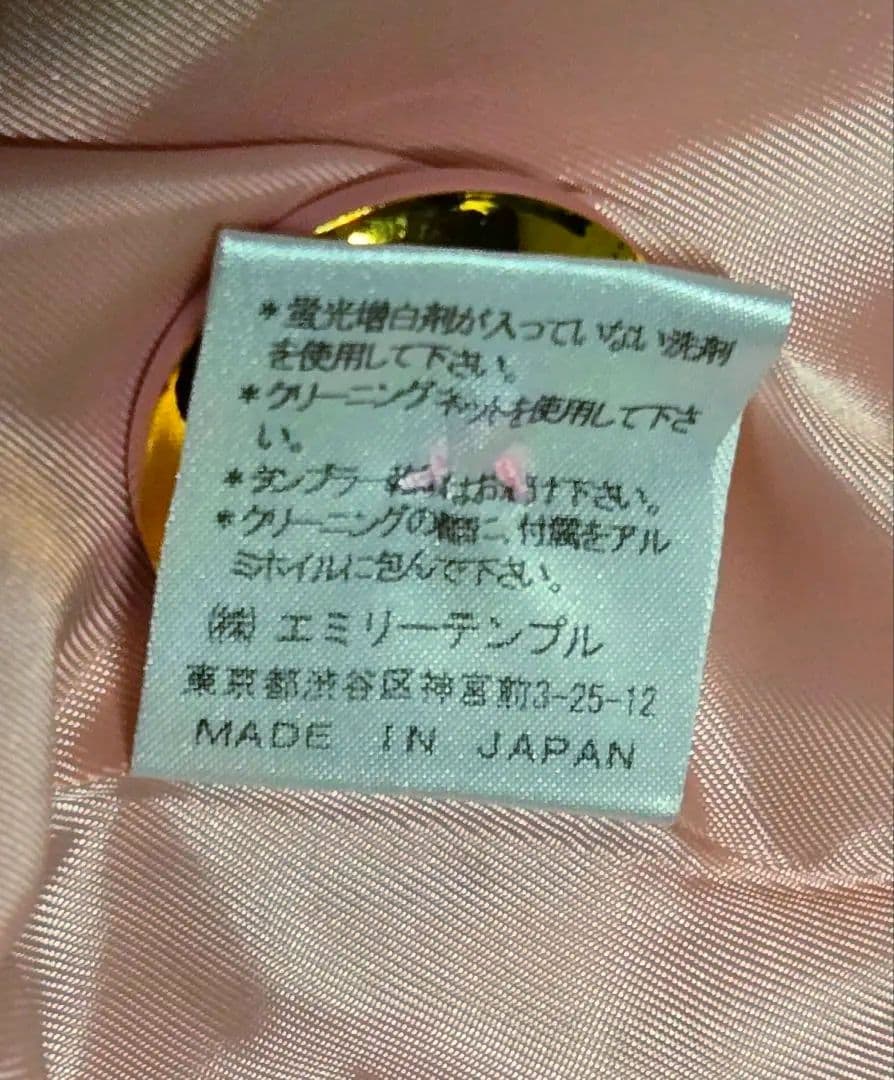 *蛍光増白剤が入っていない洗剤
を使用して下さい。
*クリーニングネットを使用して下さ
い。
*タンブラー乾燥はお避け下さい。
*クリーニングの際に、付属をアル
ミホイルに包んで下さい。
㈱ エミリーテンプル
東京都渋谷区神宮前3-25-12
MADE IN JAPAN